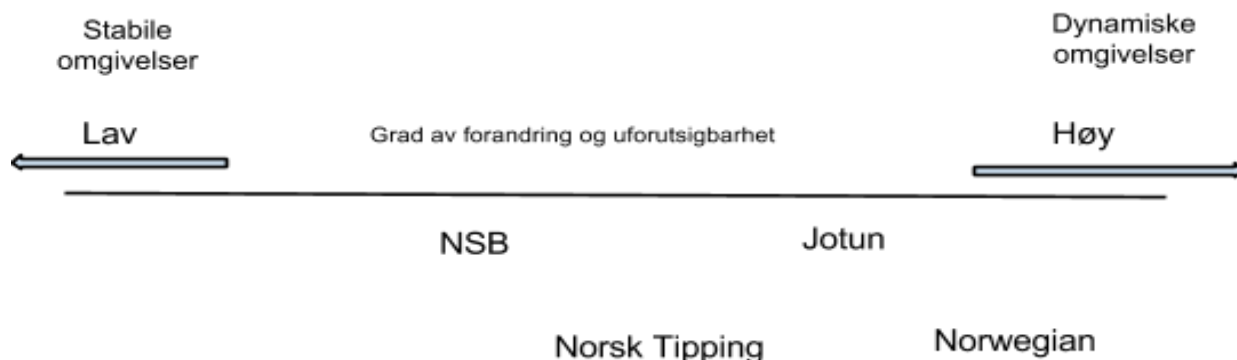 Stabile
omgivelser
Dynamiske
omgivelser
Lav
Grad av forandring og uforutsigbarhet
Høy
NSB
Jotun
Norsk Tipping
Norwegian